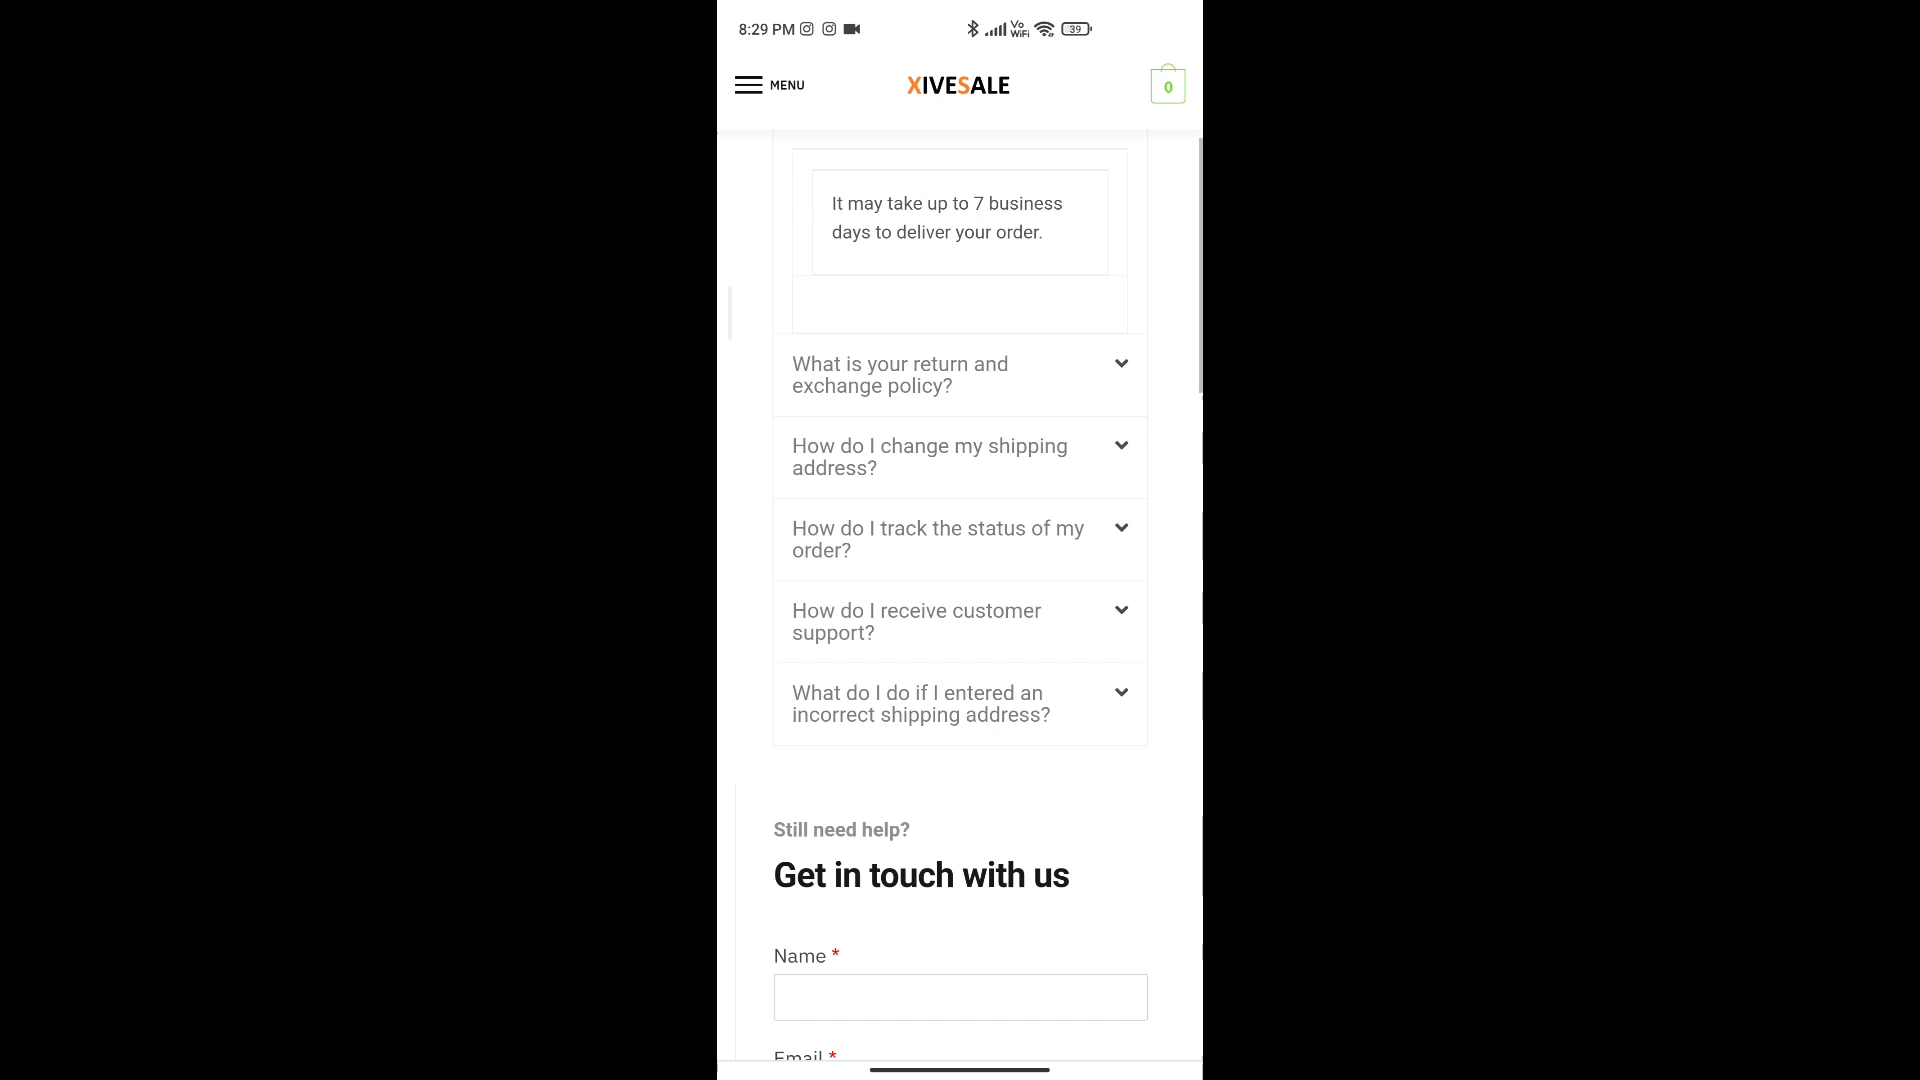 8:29 PM
Vo
WiFi
39
MENU
XIVESALE
0
It may take up to 7 business
days to deliver your order.
What is your return and
exchange policy?
How do I change my shipping
address?
How do I track the status of my
order?
How do I receive customer
support?
What do I do if I entered an
incorrect shipping address?
Still need help?
Get in touch with us
Name *
Email *